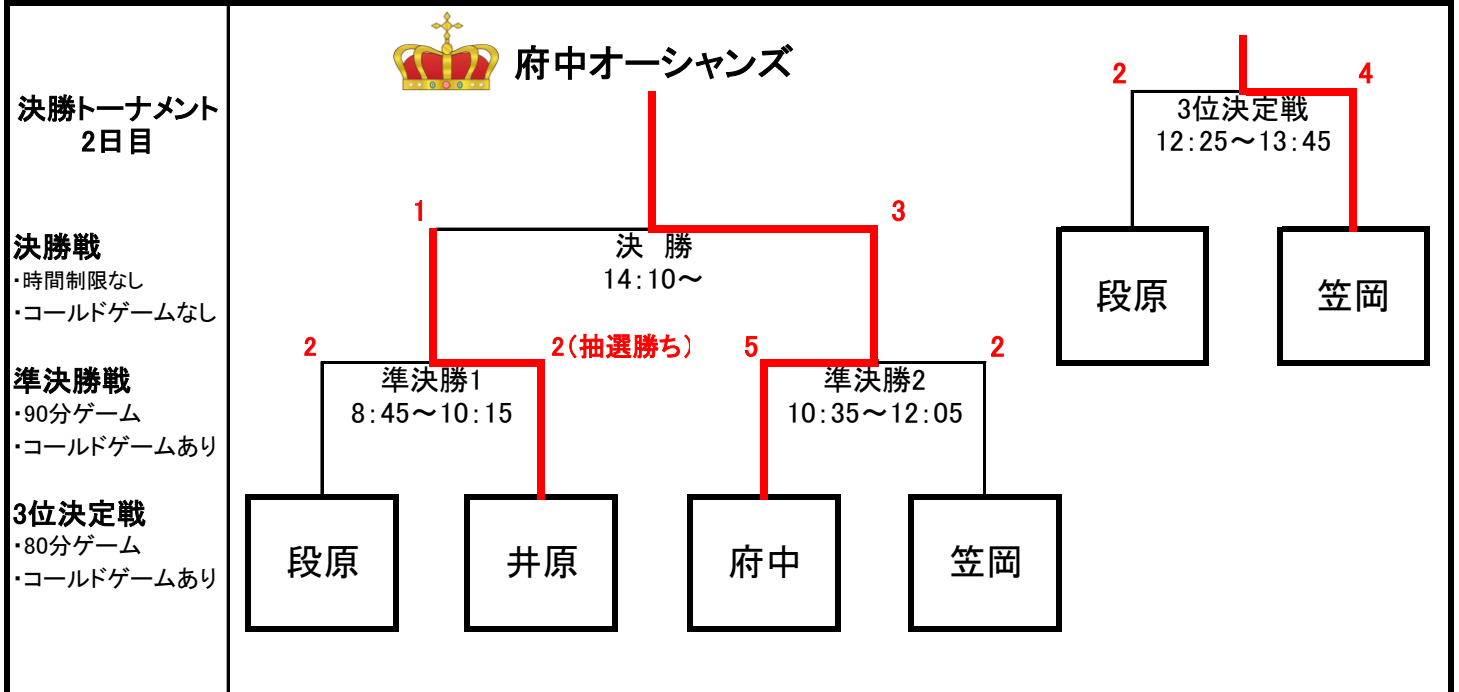 決勝トーナメント
2日目
決勝戦
・時間制限なし
・コールドゲームなし
準決勝戦
・90分ゲーム
・コールドゲームあり
3位決定戦
・80分ゲーム
・コールドゲームあり
府中オーシャンズ
1
3
決　勝
14:10～
2
2(抽選勝ち)
準決勝1
8:45～10:15
5
2
準決勝2
10:35～12:05
段原
井原
府中
笠岡
2
4
3位決定戦
12:25～13:45
段原
笠岡